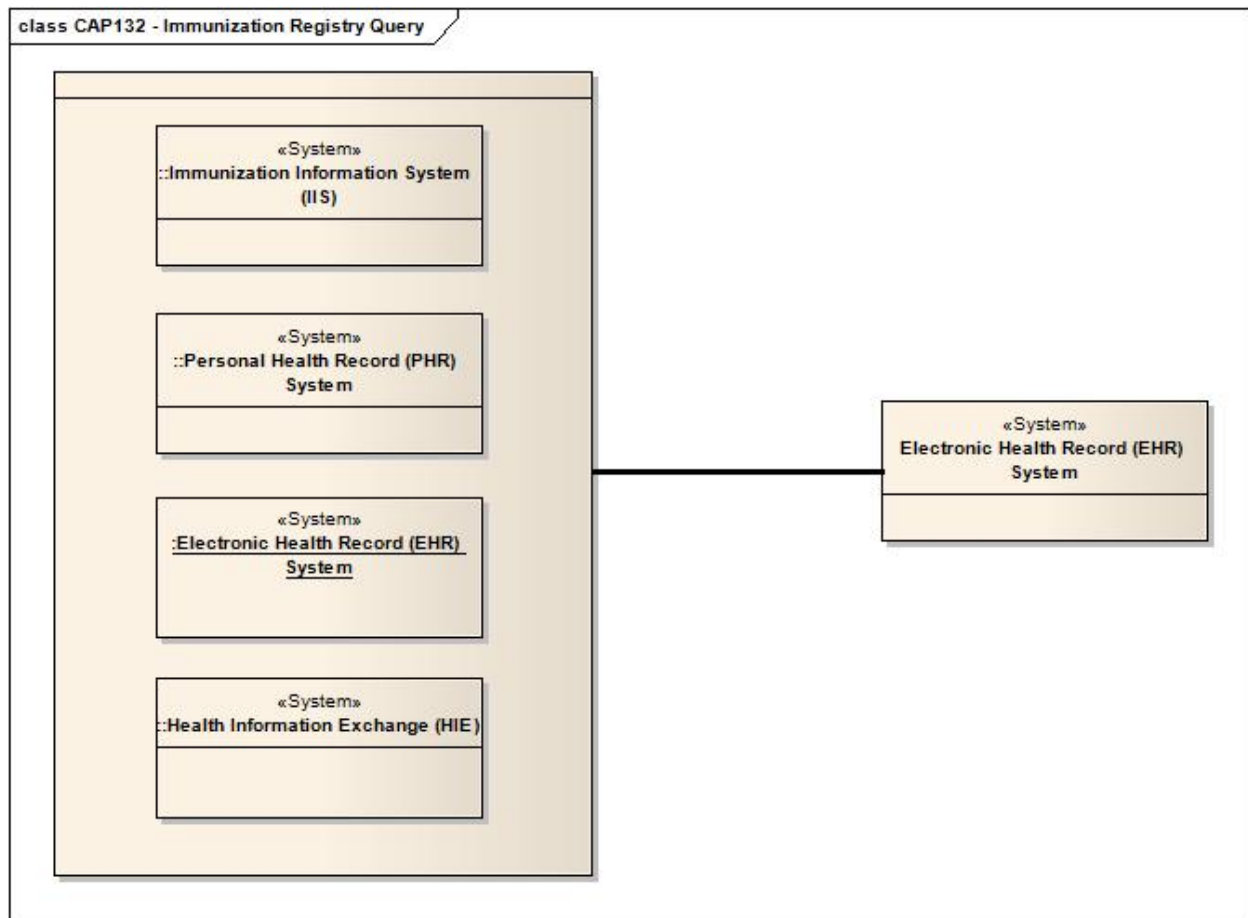 class CAP132 - Immunization Registry Query
«System»
::Immunization Information System
(IIS)
«System»
::Personal Health Record (PHR)
System
«System»
:Electronic Health Record (EHR)
System
«System»
::Health Information Exchange (HIE)
«System»
Electronic Health Record (EHR)
System